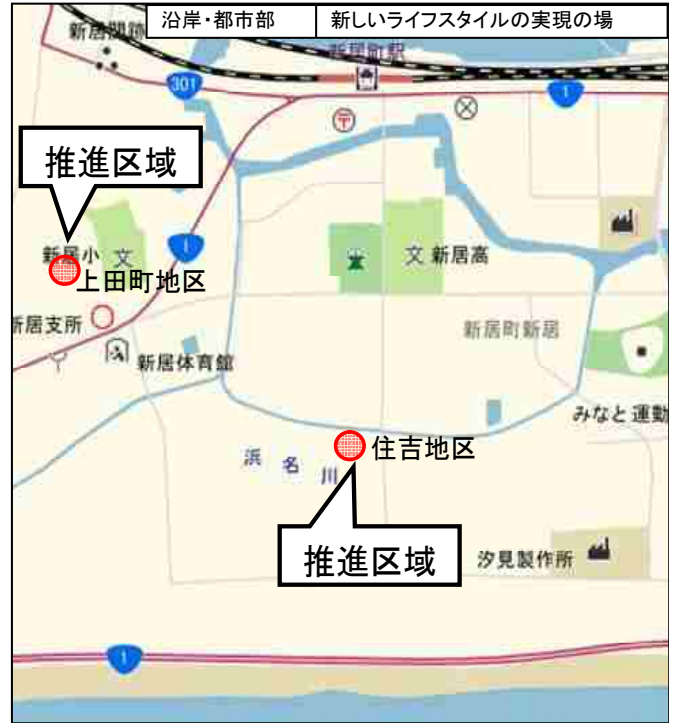 沿岸・都市部
新しいライフスタイルの実現の場
新居関跡
新居町駅
301
1
推進区域
1
新居小
文
上田町地区
文
新居高
新居支所
新居町新居
新居体育館
みなと運動
住吉地区
浜名川
推進区域
汐見製作所
1